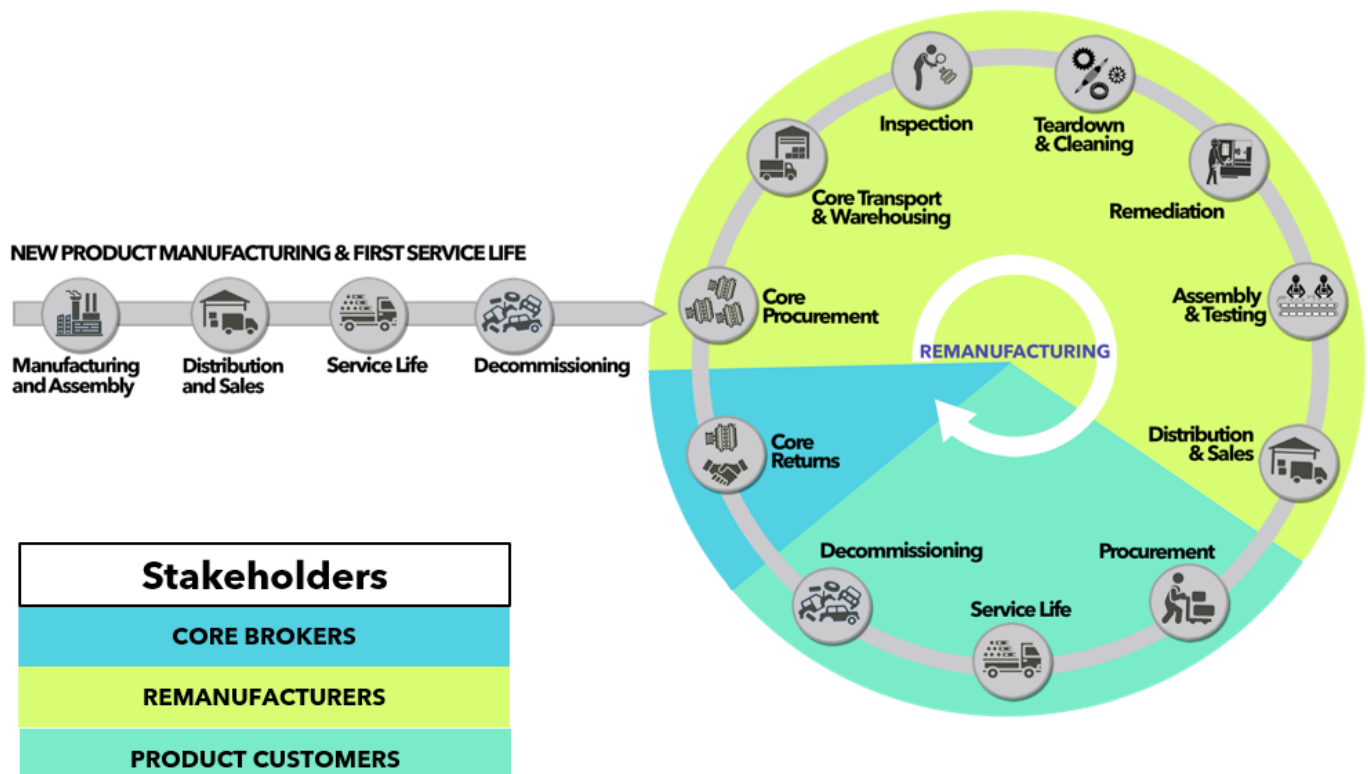 NEW PRODUCT MANUFACTURING & FIRST SERVICE LIFE
Manufacturing
and Assembly
Distribution
and Sales
Service Life
Decommissioning
Core
Procurement
Core Transport
& Warehousing
Inspection
Teardown
& Cleaning
Remediation
Assembly
& Testing
Distribution
& Sales
Procurement
Service Life
Decommissioning
Core
Returns
REMANUFACTURING
Stakeholders
CORE BROKERS
REMANUFACTURERS
PRODUCT CUSTOMERS